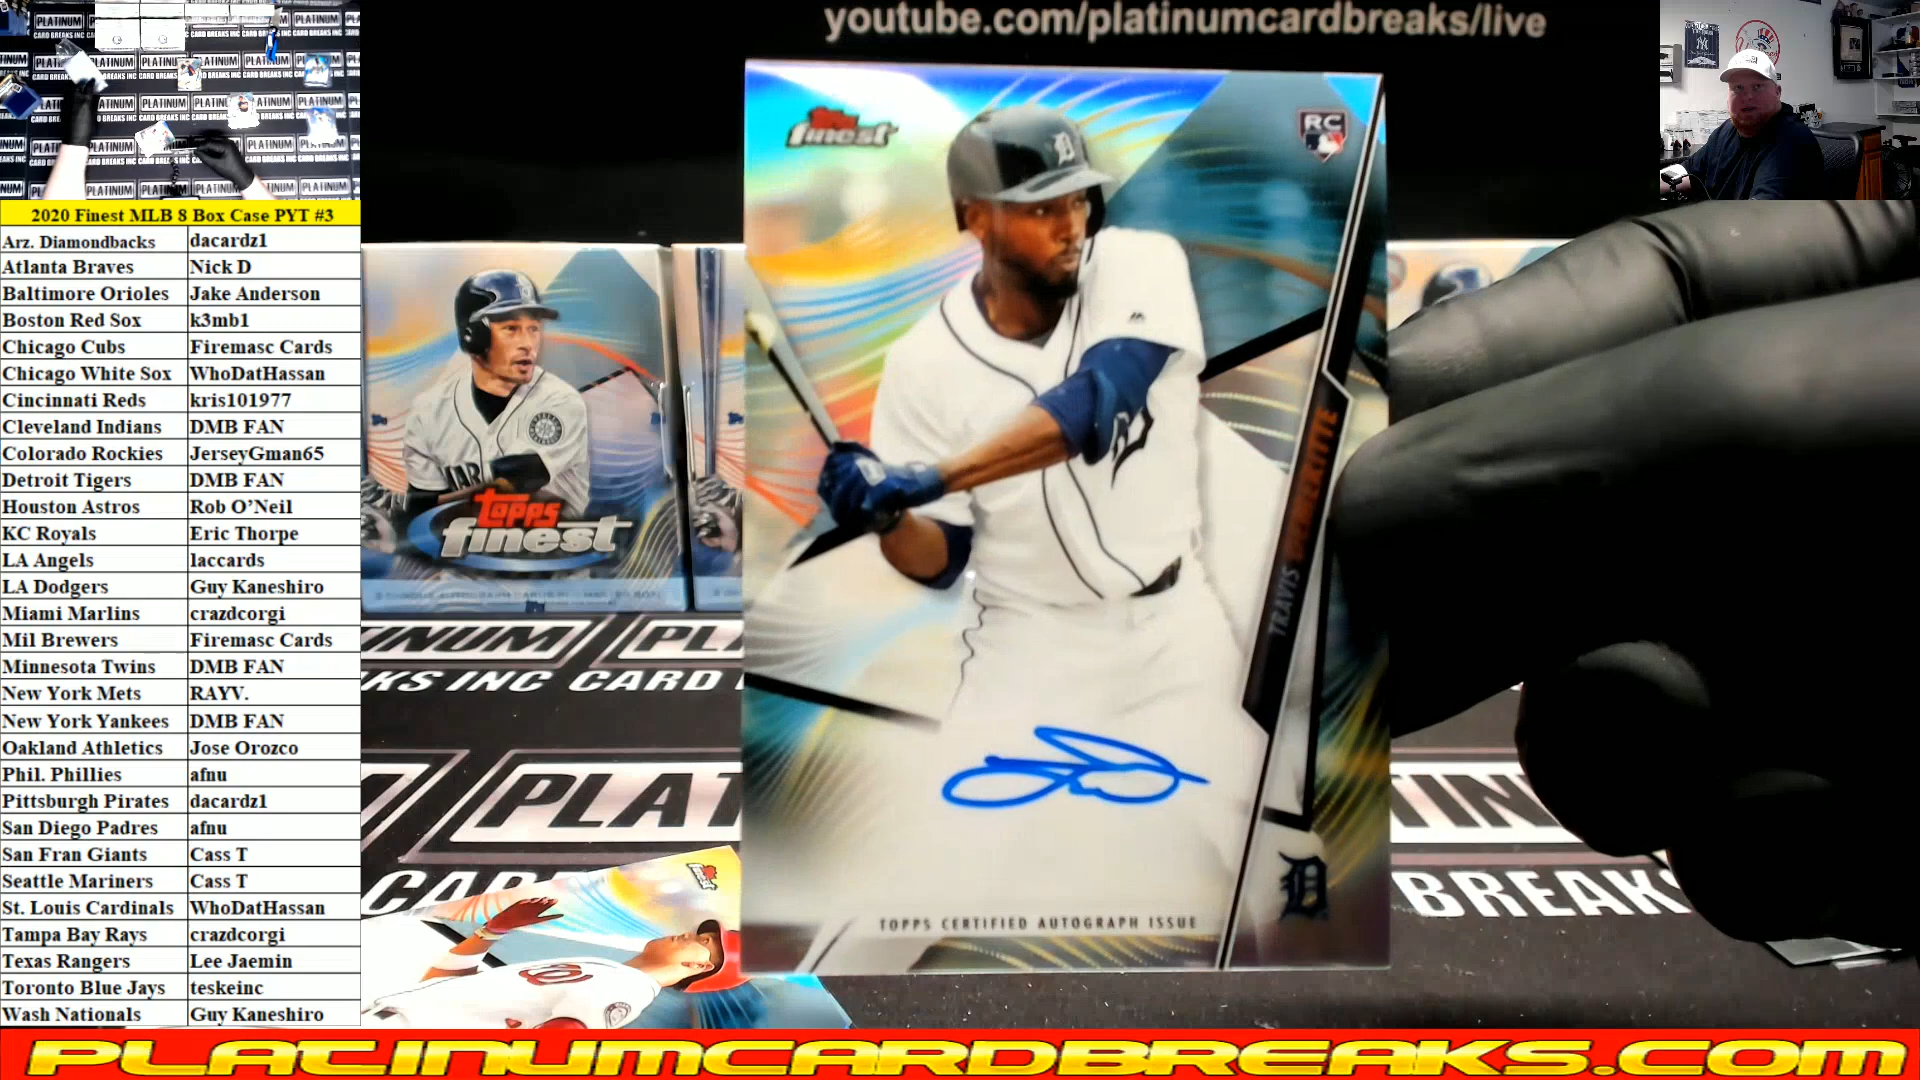 youtube.com/platinumcardbreaks/live
2020 Finest MLB 8 Box Case PYT #3
Arz. Diamondbacks dacardz1
Atlanta Braves Nick D
Baltimore Orioles Jake Anderson
Boston Red Sox k3mb1
Chicago Cubs Firemasc Cards
Chicago White Sox WhoDatHassan
Cincinnati Reds kris101977
Cleveland Indians DMB FAN
Colorado Rockies JerseyGman65
Detroit Tigers DMB FAN
Houston Astros Rob O’Neil
KC Royals Eric Thorpe
LA Angels laccards
LA Dodgers Guy Kaneshiro
Miami Marlins crazdcorgi
Mil Brewers Firemasc Cards
Minnesota Twins DMB FAN
New York Mets RAYV.
New York Yankees DMB FAN
Oakland Athletics Jose Orozco
Phil. Phillies afnu
Pittsburgh Pirates dacardz1
San Diego Padres afnu
San Fran Giants Cass T
Seattle Mariners Cass T
St. Louis Cardinals WhoDatHassan
Tampa Bay Rays crazdcorgi
Texas Rangers Lee Jaemin
Toronto Blue Jays teskeinc
Wash Nationals Guy Kaneshiro
Topps finest
RC
TRAVIS
D
TOPPS CERTIFIED AUTOGRAPH ISSUE
Topps
finest
INC CARD
BREAKS
PLATINUM
CARD BREAKS INC
PLATINUMCARDBREAKS.COM